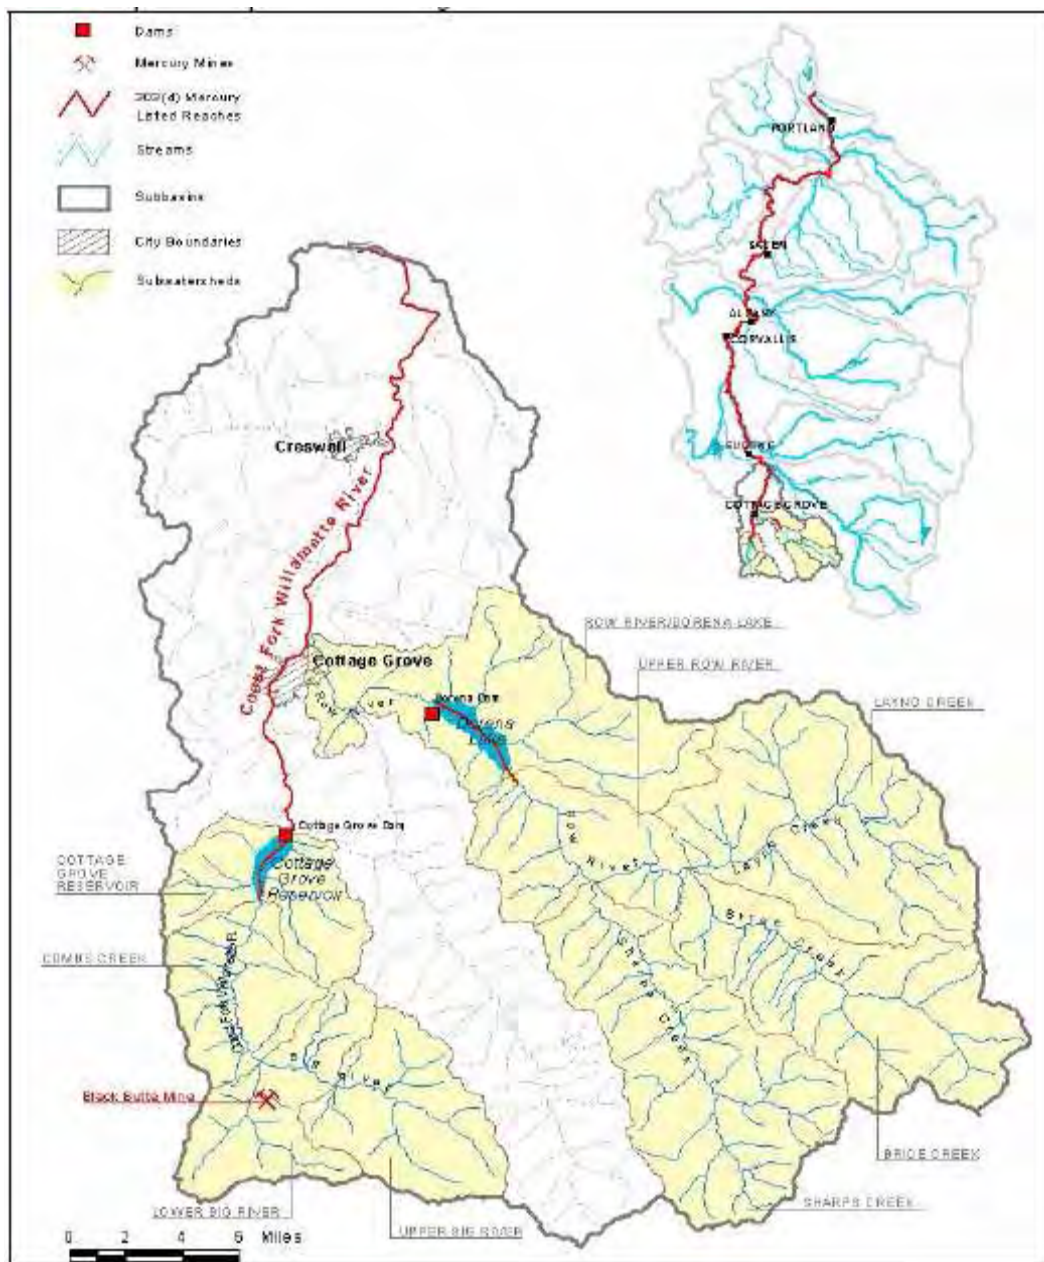 Dams
Mercury Mines
303(d) Mercury
Listed Reaches
Streams
Subbasins
City Boundaries
Subwatersheds
PORTLAND
SALEM
ALBANY
CORVALLIS
EUGENE
COTTAGE GROVE
Creswell
Coast Fork Willamette River
Cottage Grove
Row River
Dorena Dam
Dorena
Lake
ROW RIVER/DORENA LAKE
UPPER ROW RIVER
LAYNG CREEK
Cottage Grove Dam
Cottage
Grove
Reservoir
COTTAGE
GROVE
RESERVOIR
Row River
Layng Creek
Brice Creek
Sharps Creek
COMBS CREEK
Big River
Black Butte Mine
BRICE CREEK
SHARPS CREEK
LOWER BIG RIVER
UPPER BIG RIVER
0 2 4 6 Miles